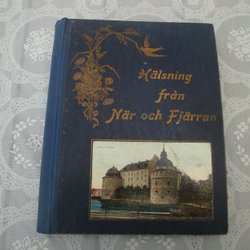 Hälsning
från
När och Fjärran